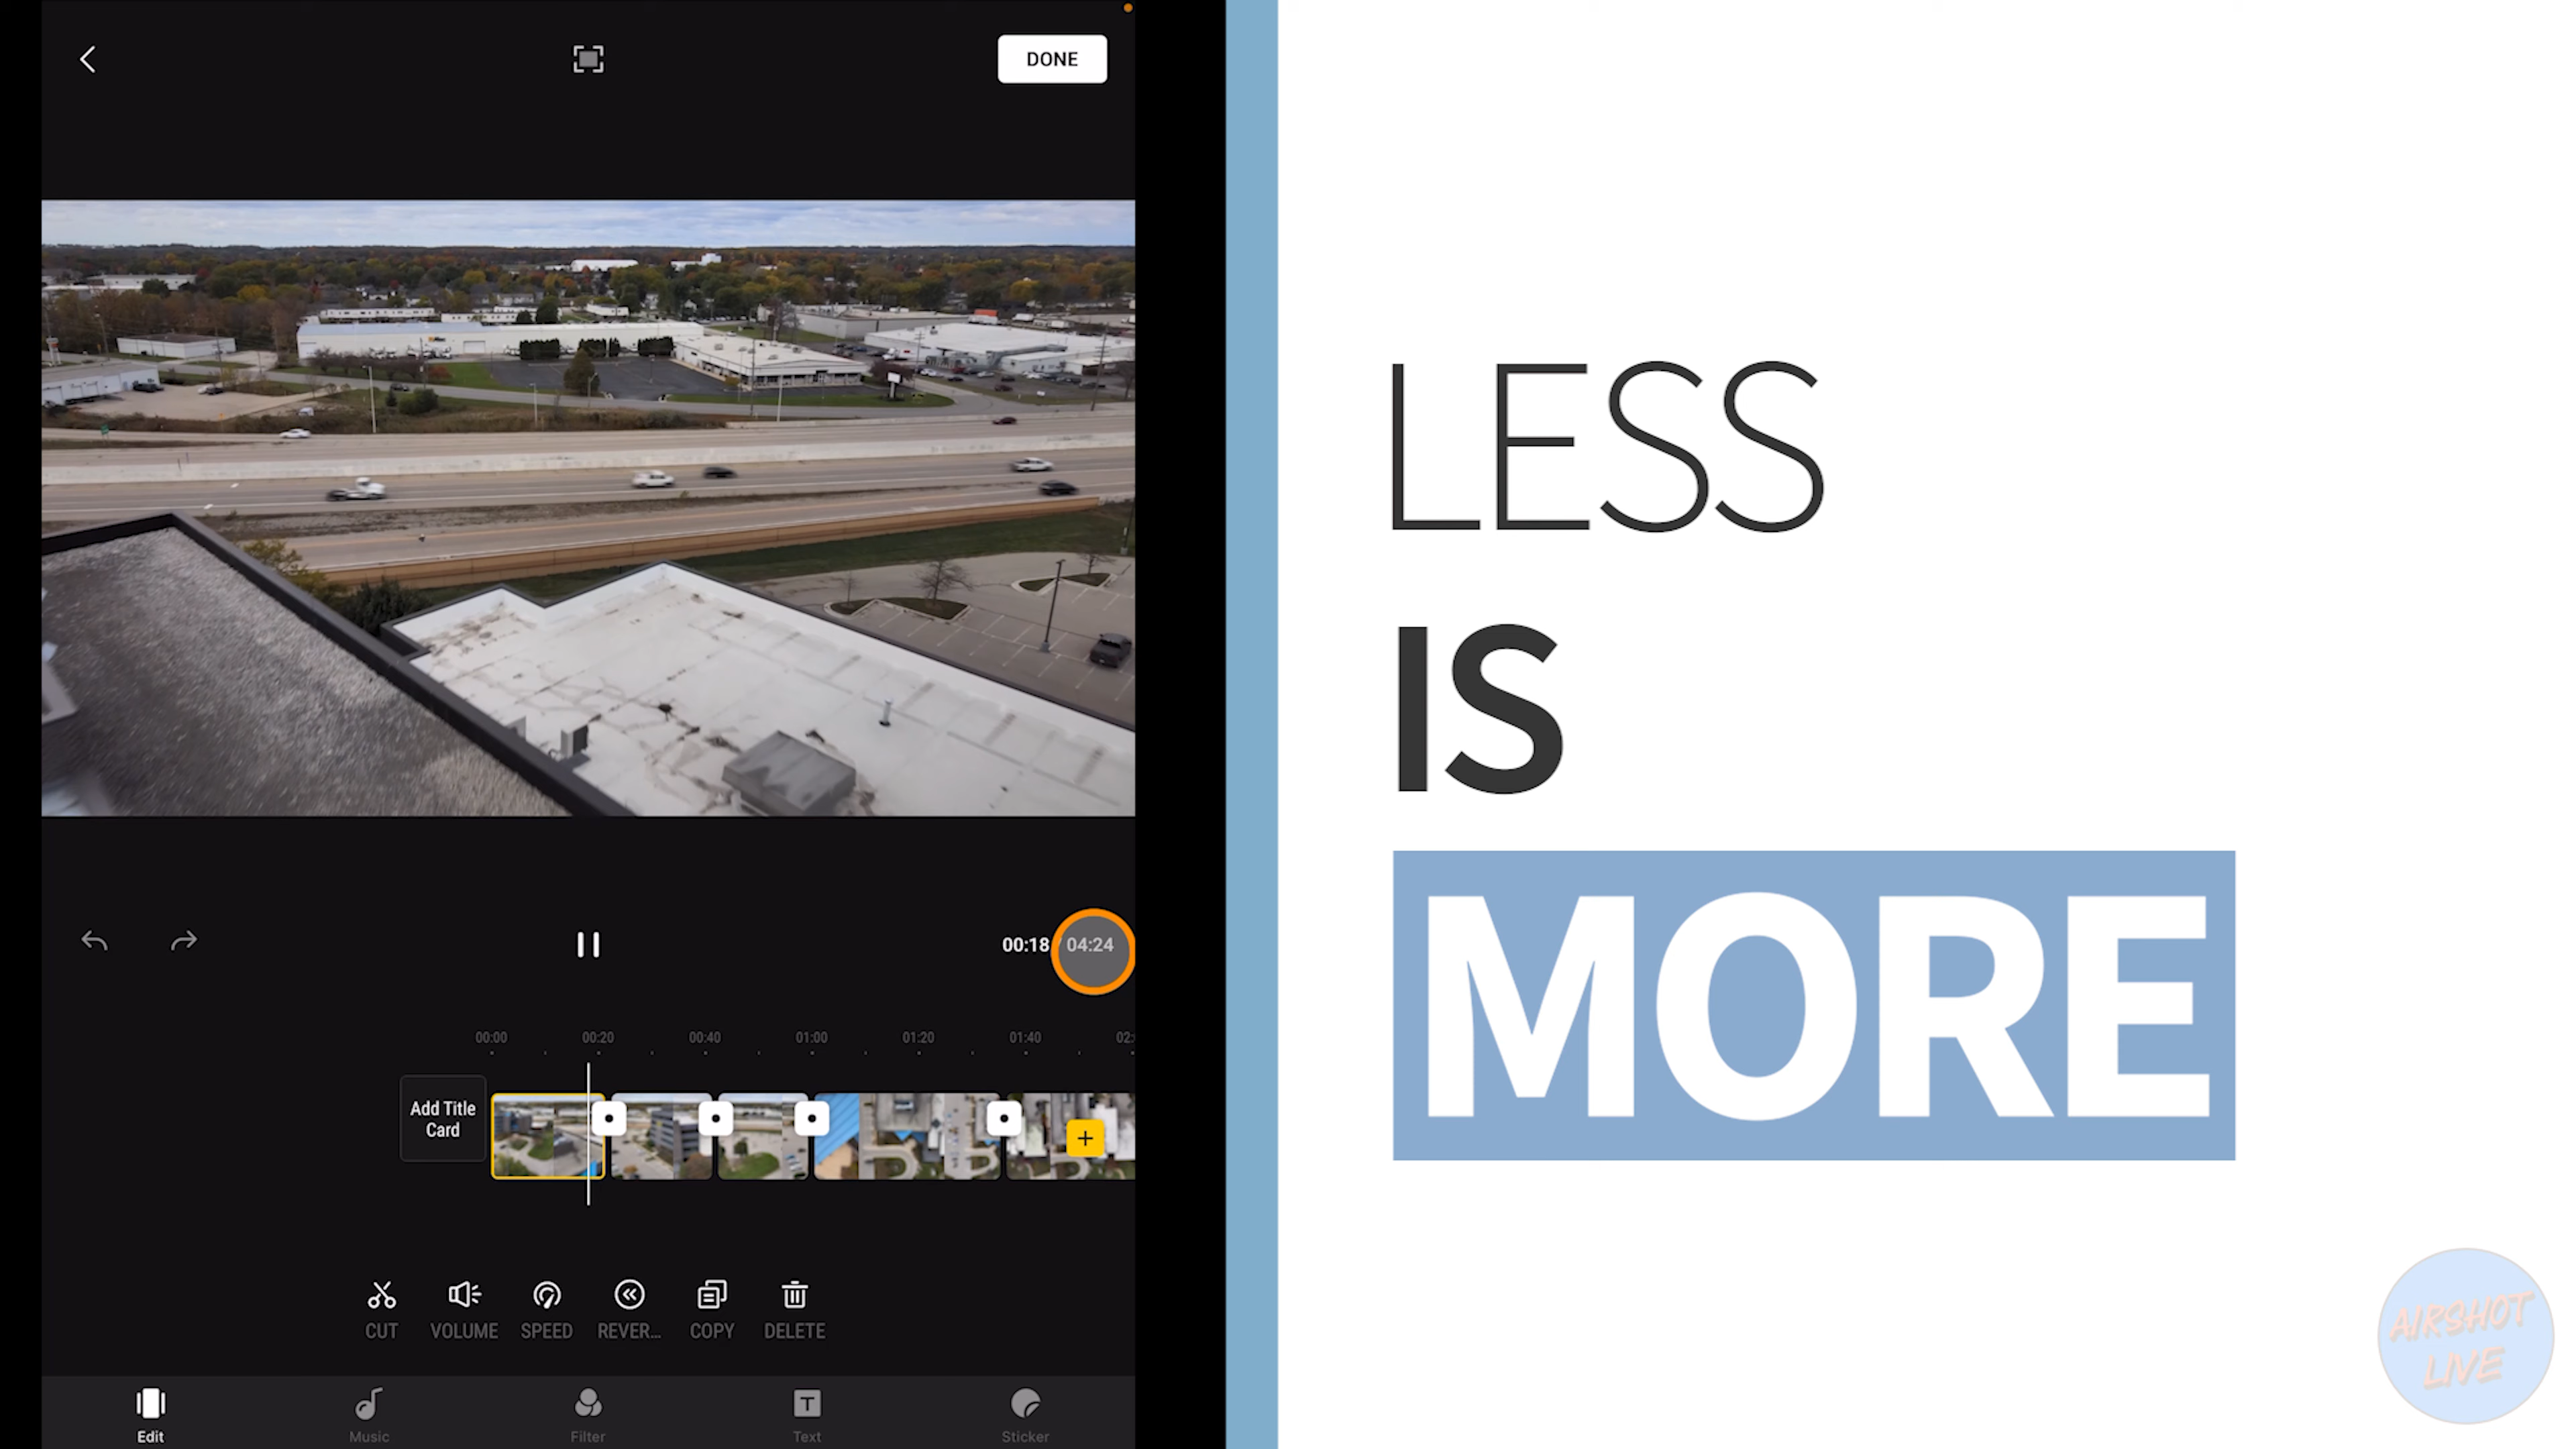 DONE
00:18 / 04:24
00:00 00:20 00:40 01:00 01:20 01:40 02:
Add Title
Card
CUT VOLUME SPEED REVER... COPY DELETE
Edit Music Filter Text Sticker
LESS
IS
MORE
AIRSHOT
LIVE